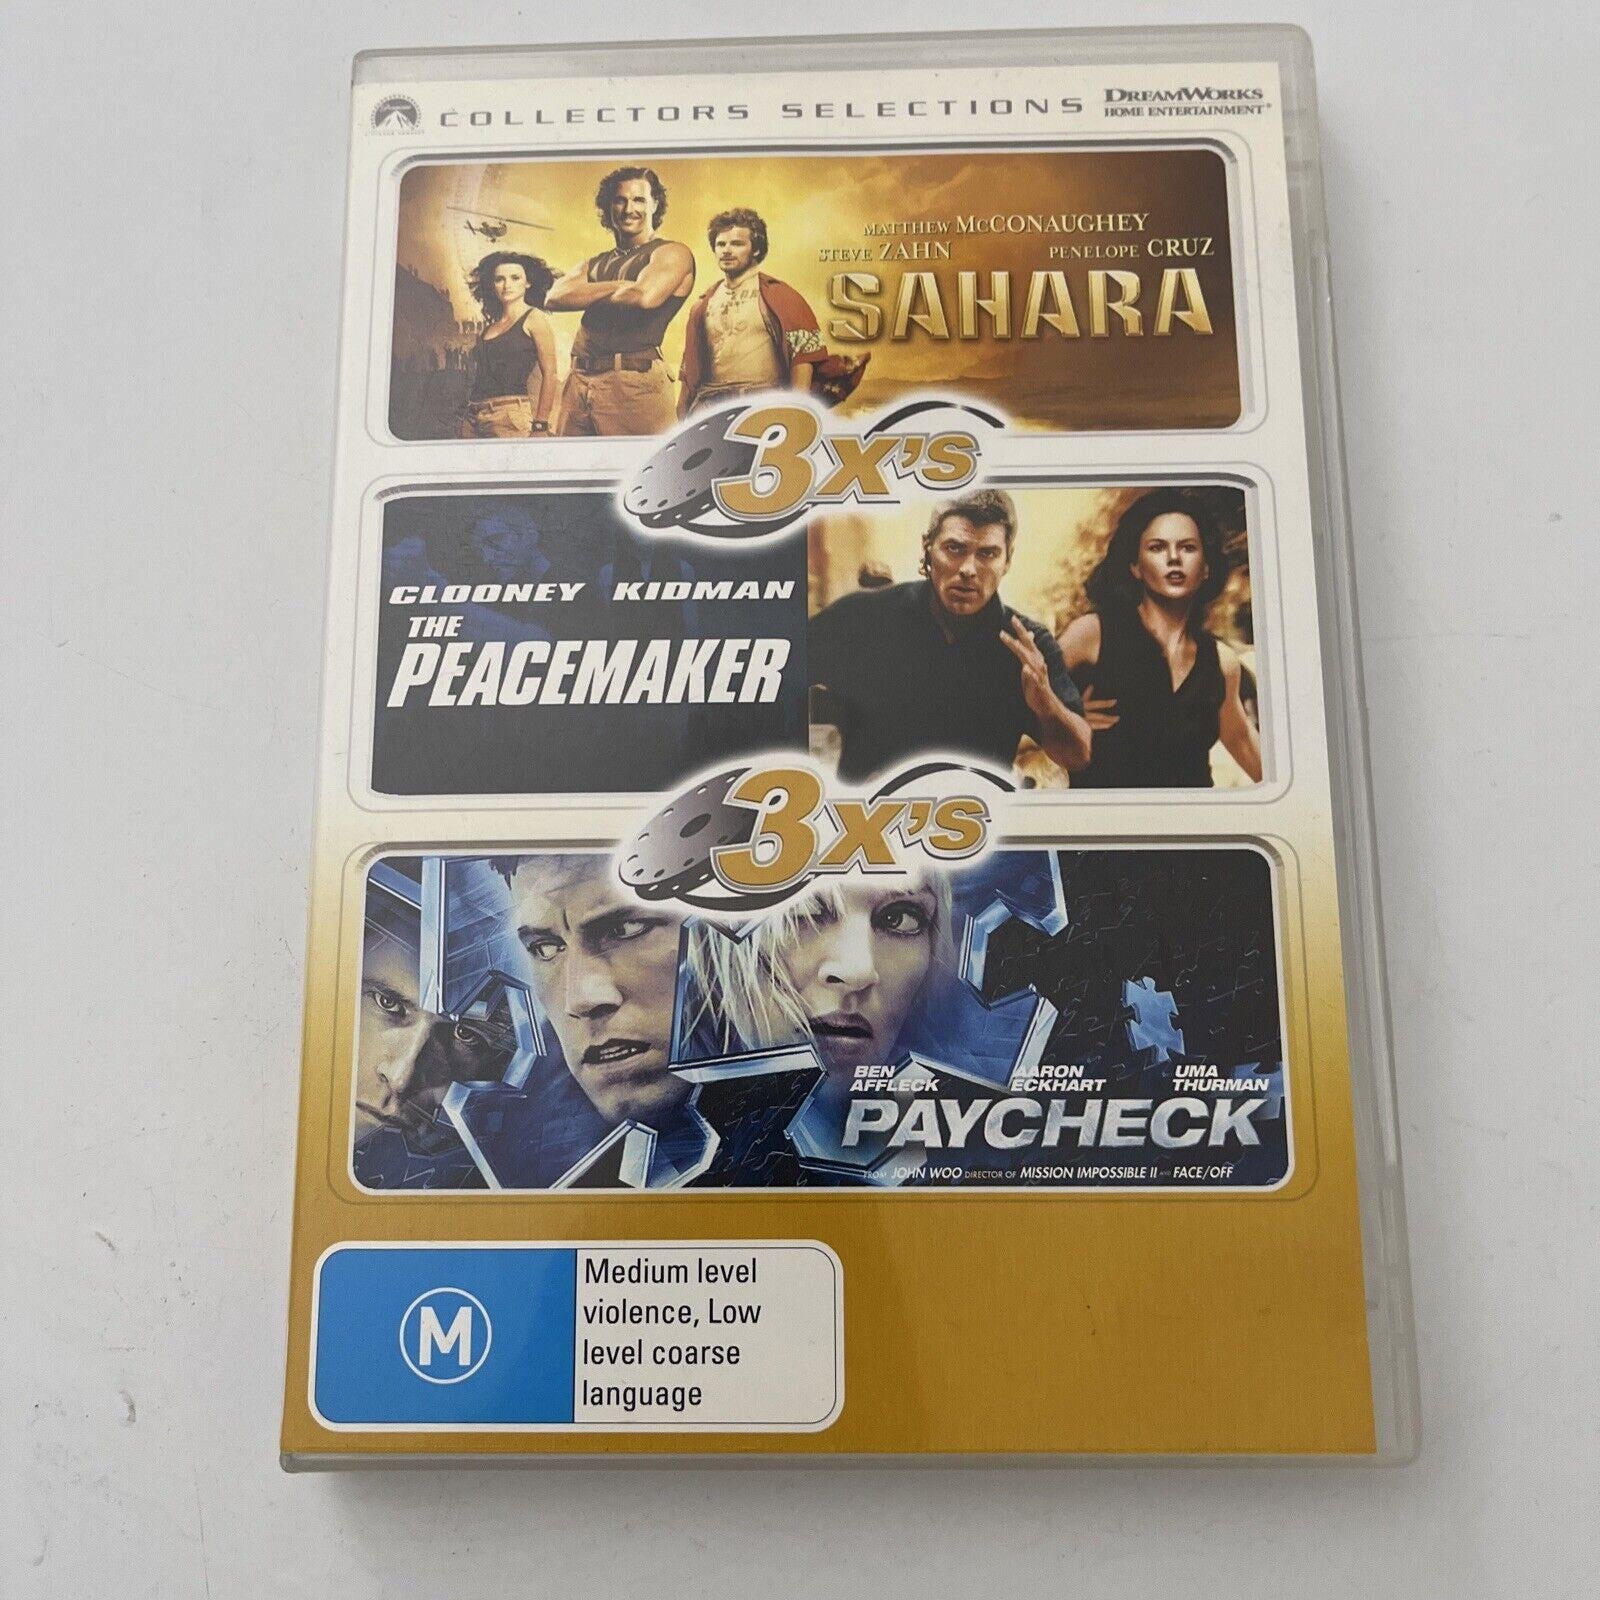 COLLECTORS SELECTIONS
DREAMWORKS
HOME ENTERTAINMENT®
MATTHEW MCCONAUGHEY
STEVE ZAHN PENELOPE CRUZ
SAHARA
3X'S
CLOONEY KIDMAN
THE
PEACEMAKER
3X'S
BEN AFFLECK AARON ECKHART UMA THURMAN
PAYCHECK
FROM JOHN WOO DIRECTOR OF MISSION IMPOSSIBLE II AND FACE/OFF
M
Medium level
violence, Low
level coarse
language